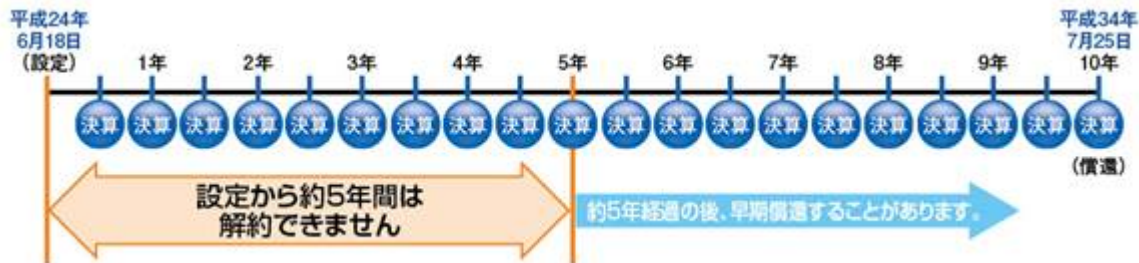 平成24年
6月18日
(設定)
1年
2年
3年
4年
5年
6年
7年
8年
9年
平成34年
7月25日
10年
決算 決算 決算 決算 決算 決算 決算 決算 決算 決算 決算 決算 決算 決算 決算 決算 決算 決算 決算 決算
(償還)
設定から約5年間は
解約できません
約5年経過の後、早期償還することがあります。